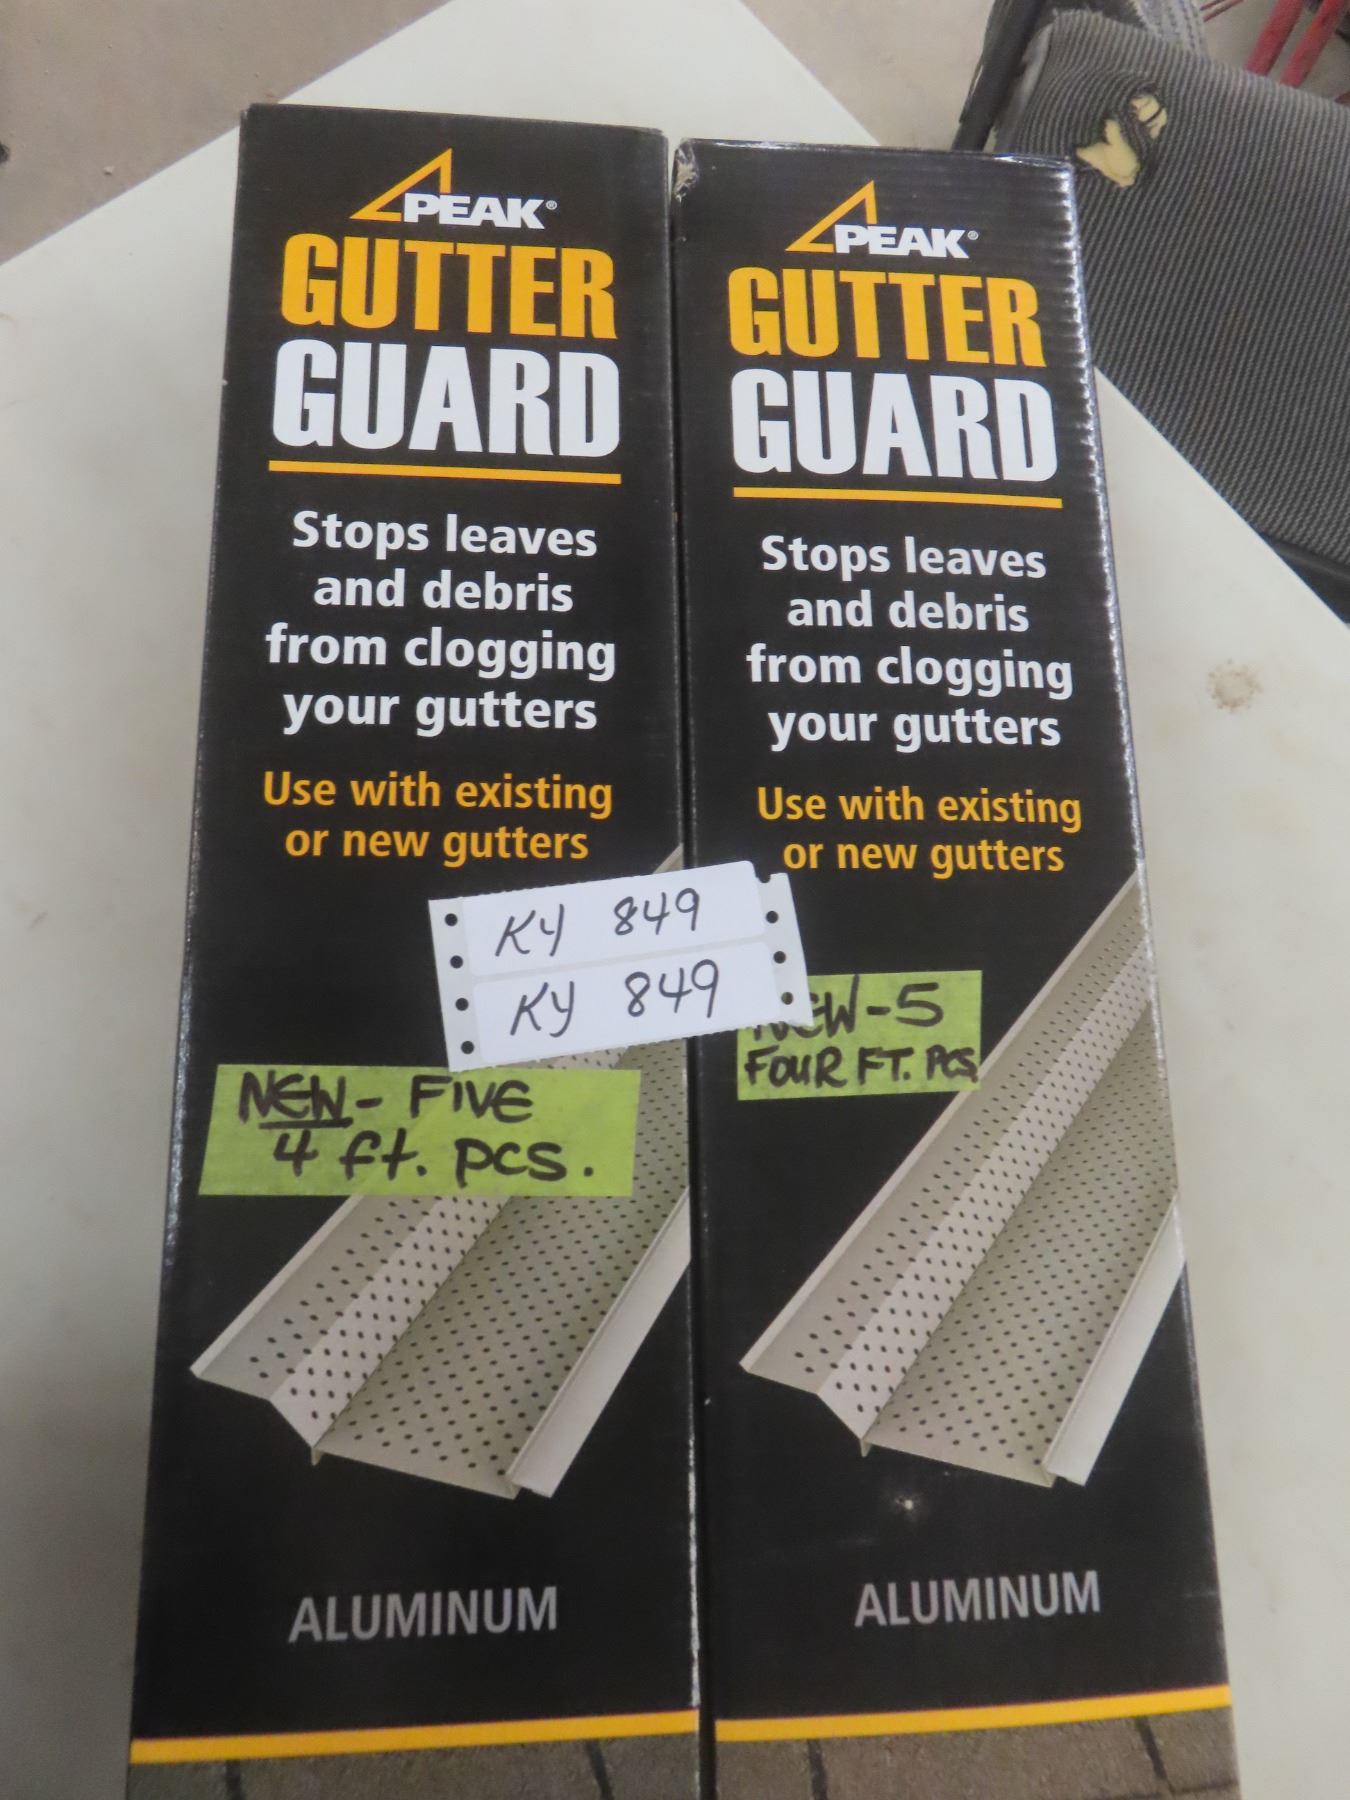 PEAK®
GUTTER
GUARD
Stops leaves
and debris
from clogging
your gutters
Use with existing
or new gutters
NEW - FIVE
4 ft. pcs.
ALUMINUM
KY 849
KY 849
PEAK®
GUTTER
GUARD
Stops leaves
and debris
from clogging
your gutters
Use with existing
or new gutters
NEW - 5
FOUR FT. PCS.
ALUMINUM